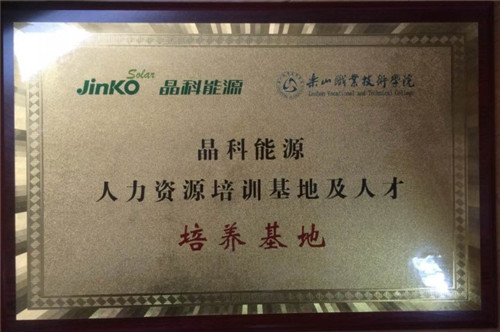 JinKO Solar 晶科能源 乐山职业技术学院
Leshan Vocational and Technical College
晶科能源
人力资源培训基地及人才
培养基地